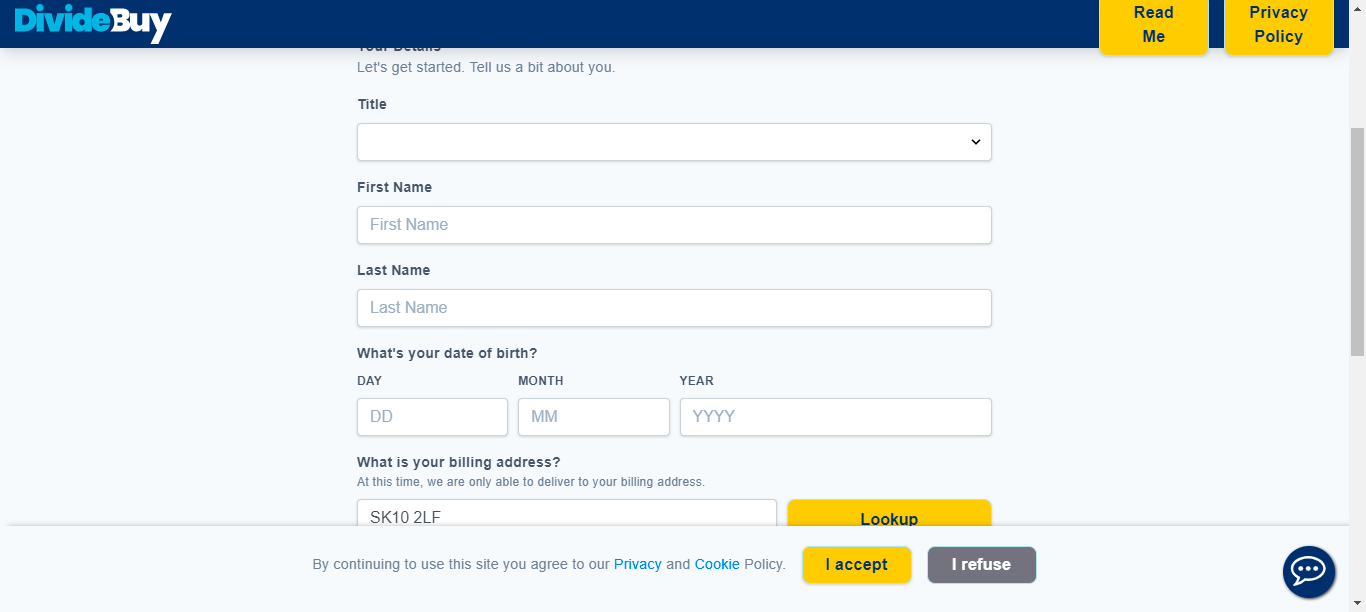 DivideBuy
Read
Me
Privacy
Policy
Your Details
Let's get started. Tell us a bit about you.
Title
First Name
First Name
Last Name
Last Name
What's your date of birth?
DAY
MONTH
YEAR
DD
MM
YYYY
What is your billing address?
At this time, we are only able to deliver to your billing address.
SK10 2LF
Lookup
By continuing to use this site you agree to our Privacy and Cookie Policy.
I accept
I refuse